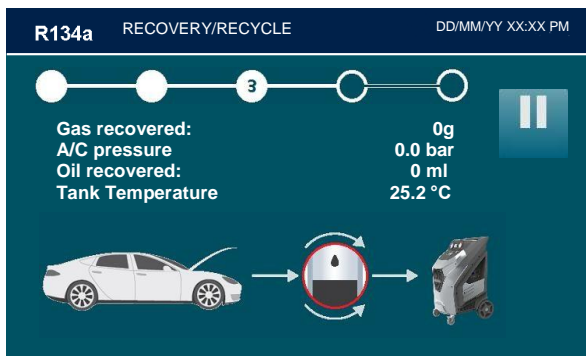 R134a RECOVERY/RECYCLE DD/MM/YY XX:XX PM
3
Gas recovered: 0g
A/C pressure 0.0 bar
Oil recovered: 0 ml
Tank Temperature 25.2 °C